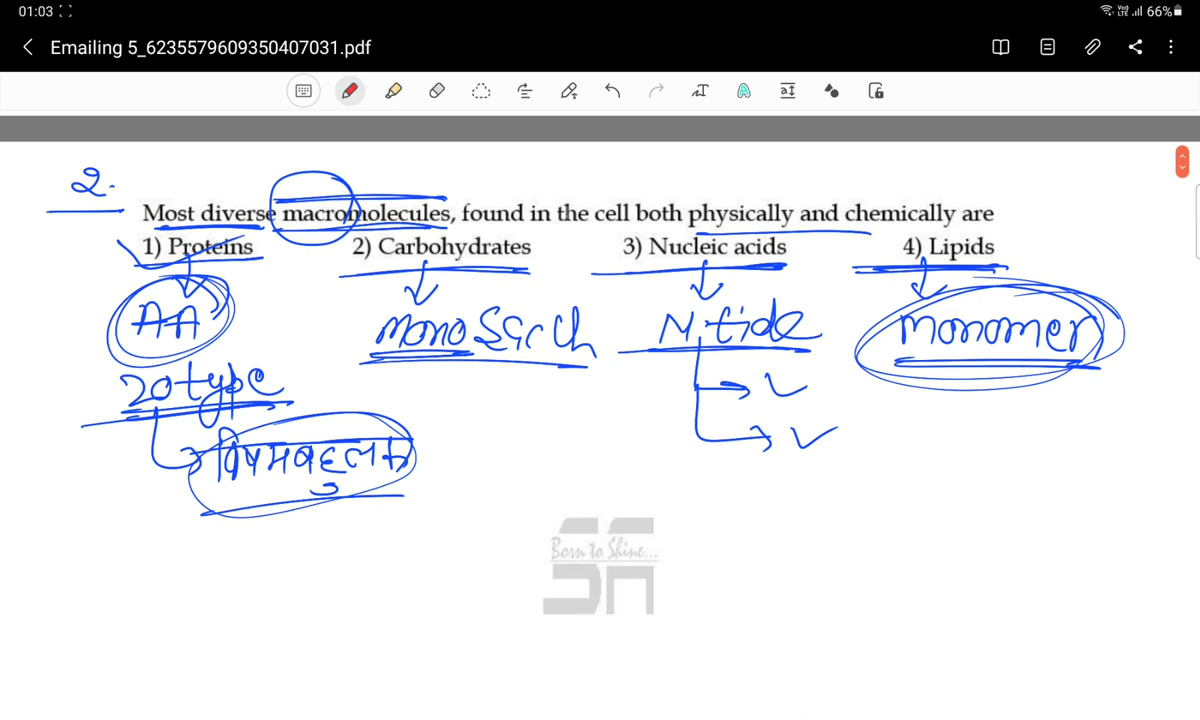 01:03 66%
Emailing 5_6235579609350407031.pdf
2.
Most diverse macromolecules, found in the cell both physically and chemically are
1) Proteins 2) Carbohydrates 3) Nucleic acids 4) Lipids
AA mono N.tide monomer
20 type
विषमबहुलक
Born to Shine...